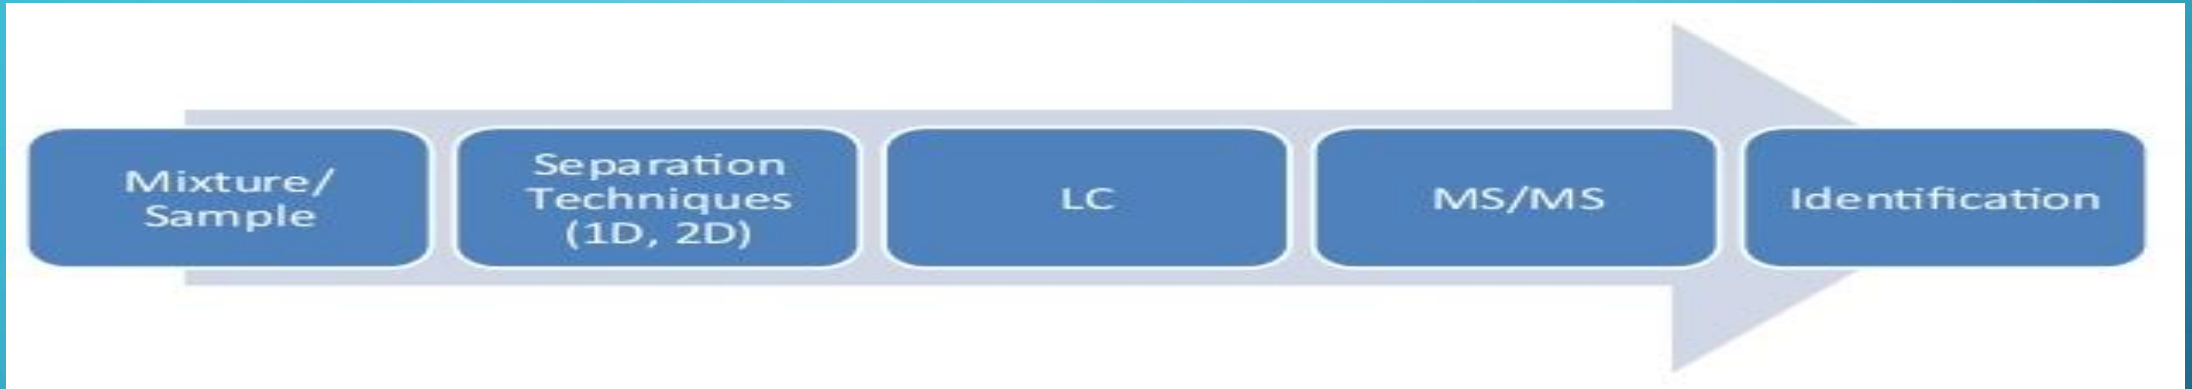 Mixture/
Sample
Separation
Techniques
(1D, 2D)
LC
MS/MS
Identification